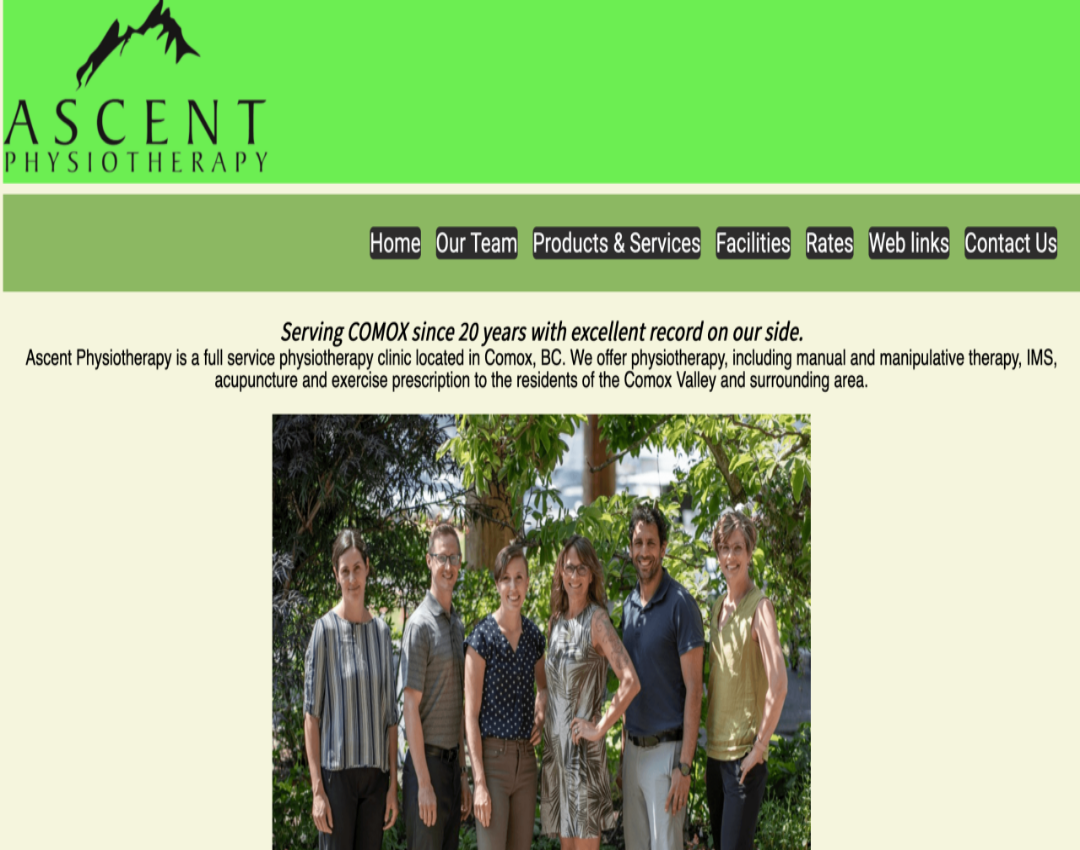 ASCENT
PHYSIOTHERAPY
Home Our Team Products & Services Facilities Rates Web links Contact Us
Serving COMOX since 20 years with excellent record on our side.
Ascent Physiotherapy is a full service physiotherapy clinic located in Comox, BC. We offer physiotherapy, including manual and manipulative therapy, IMS,
acupuncture and exercise prescription to the residents of the Comox Valley and surrounding area.